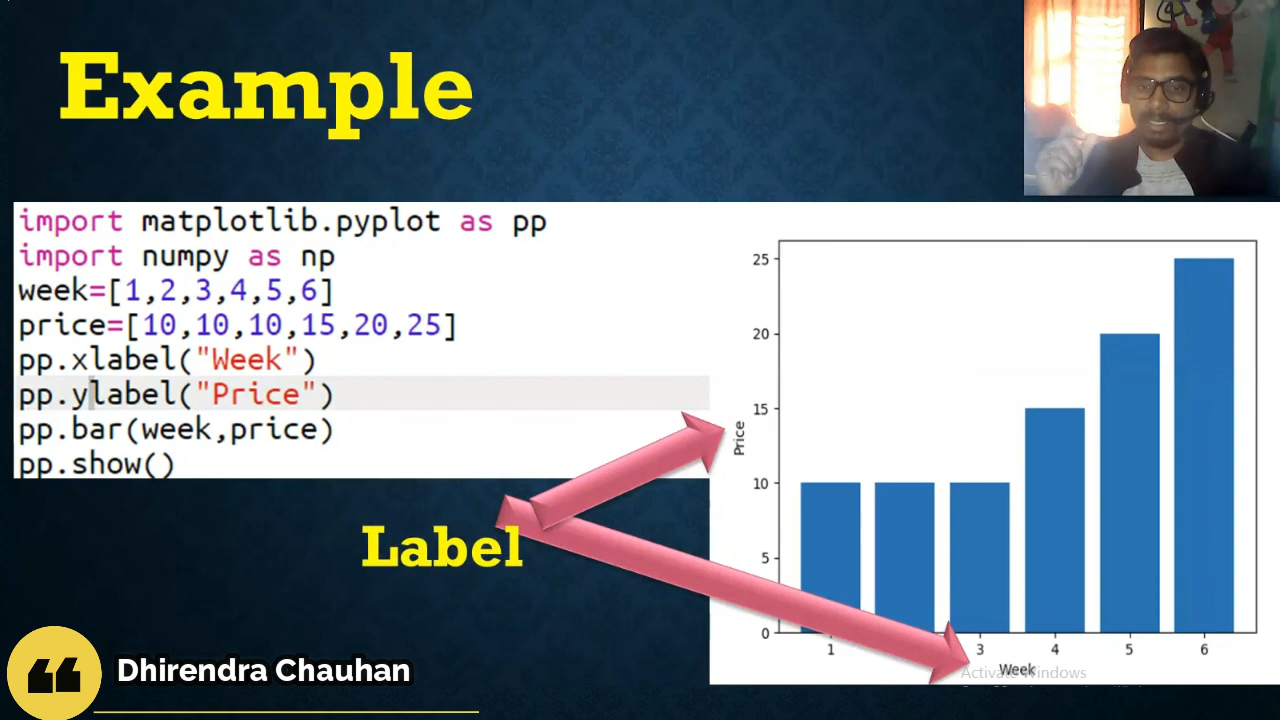 Example
import matplotlib.pyplot as pp
import numpy as np
week=[1,2,3,4,5,6]
price=[10,10,10,15,20,25]
pp.xlabel("Week")
pp.ylabel("Price")
pp.bar(week,price)
pp.show()
Label
25
20
15
10
5
0
Price
1 3 4 5 6
Week
Activate Windows
Dhirendra Chauhan